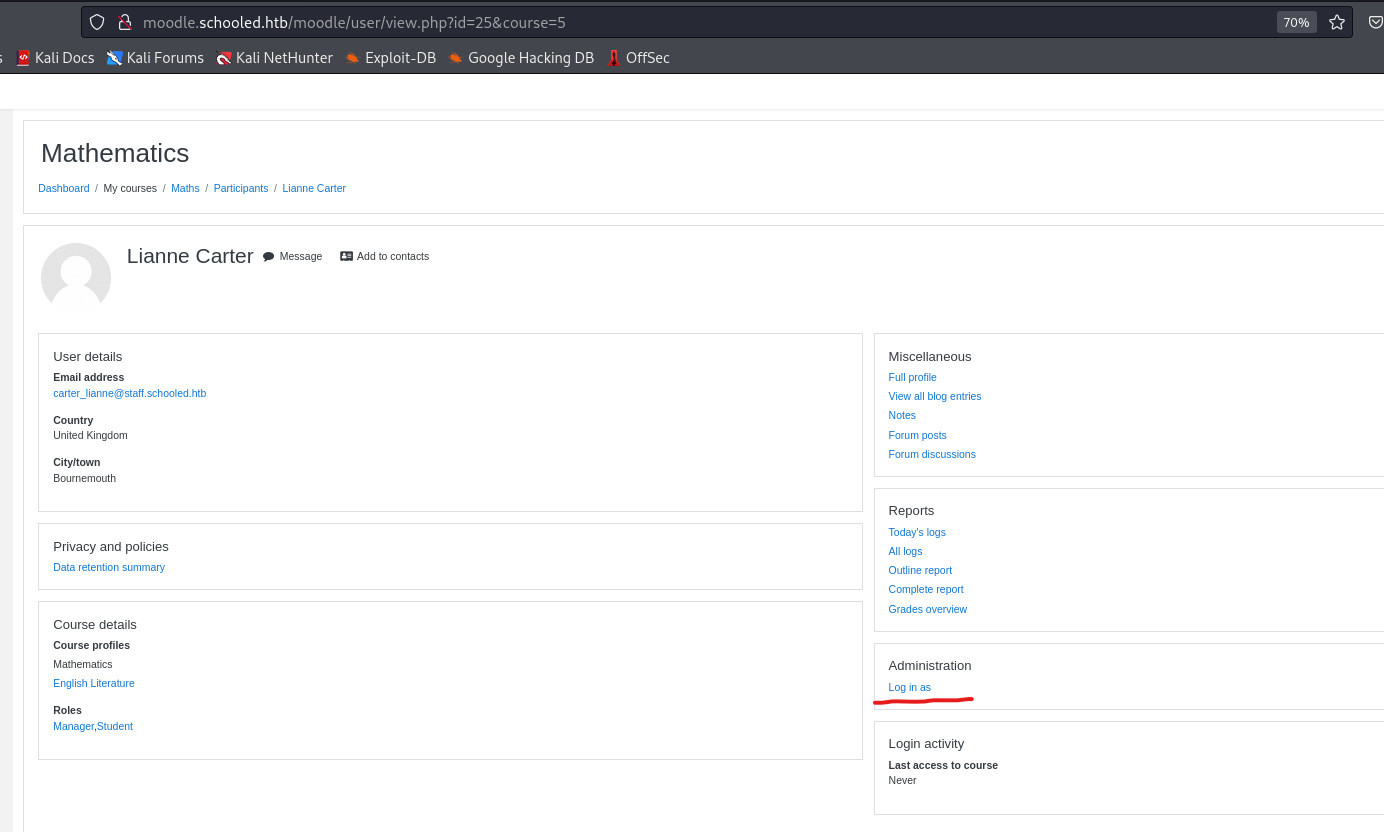 moodle.schooled.htb/moodle/user/view.php?id=25&course=5
70%
s Kali Docs Kali Forums Kali NetHunter Exploit-DB Google Hacking DB OffSec
Mathematics
Dashboard / My courses / Maths / Participants / Lianne Carter
Lianne Carter Message Add to contacts
User details
Email address
carter_lianne@staff.schooled.htb
Country
United Kingdom
City/town
Bournemouth
Privacy and policies
Data retention summary
Course details
Course profiles
Mathematics
English Literature
Roles
Manager,Student
Miscellaneous
Full profile
View all blog entries
Notes
Forum posts
Forum discussions
Reports
Today's logs
All logs
Outline report
Complete report
Grades overview
Administration
Log in as
Login activity
Last access to course
Never